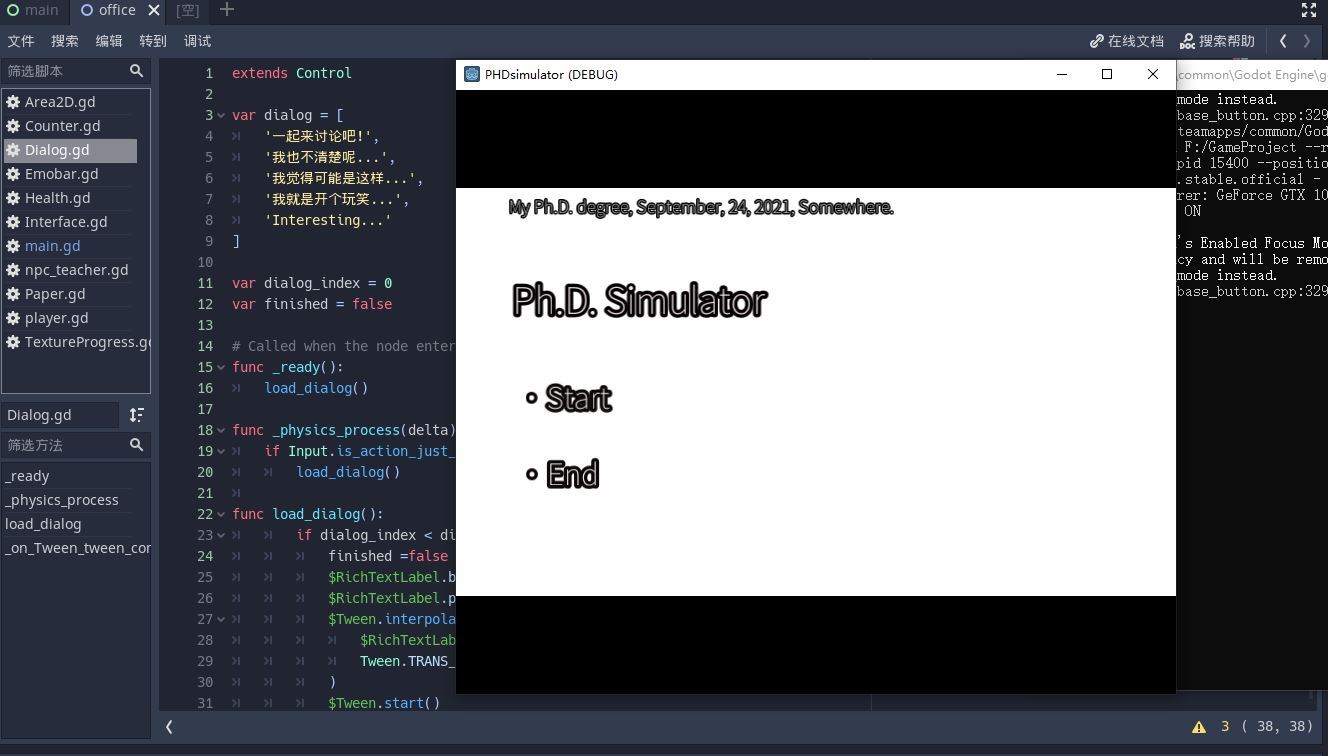 main
office
[空]
文件 搜索 编辑 转到 调试
在线文档 搜索帮助
筛选脚本
Area2D.gd
Counter.gd
Dialog.gd
Emobar.gd
Health.gd
Interface.gd
main.gd
npc_teacher.gd
Paper.gd
player.gd
TextureProgress.g
Dialog.gd
筛选方法
_ready
_physics_process
load_dialog
_on_Tween_tween_cor
1 extends Control
2
3 var dialog = [
4 '一起来讨论吧!',
5 '我也不清楚呢...',
6 '我觉得可能是这样...',
7 '我就是开个玩笑...',
8 'Interesting...'
9 ]
10
11 var dialog_index = 0
12 var finished = false
13
14 # Called when the node enter
15 func _ready():
16 load_dialog()
17
18 func _physics_process(delta)
19 if Input.is_action_just_
20 load_dialog()
21
22 func load_dialog():
23 if dialog_index < di
24 finished =false
25 $RichTextLabel.b
26 $RichTextLabel.p
27 $Tween.interpola
28 $RichTextLab
29 Tween.TRANS_
30 )
31 $Tween.start()
PHDsimulator (DEBUG)
My Ph.D. degree, September, 24, 2021, Somewhere.
Ph.D. Simulator
• Start
• End
\common\Godot Engine\g
mode instead.
base_button.cpp:329
teamapps/common/God
F:/GameProject --r
pid 15400 --positio
.stable.official -
rer: GeForce GTX 10
ON
's Enabled Focus Mo
cy and will be remo
mode instead.
base_button.cpp:329
3 ( 38, 38)